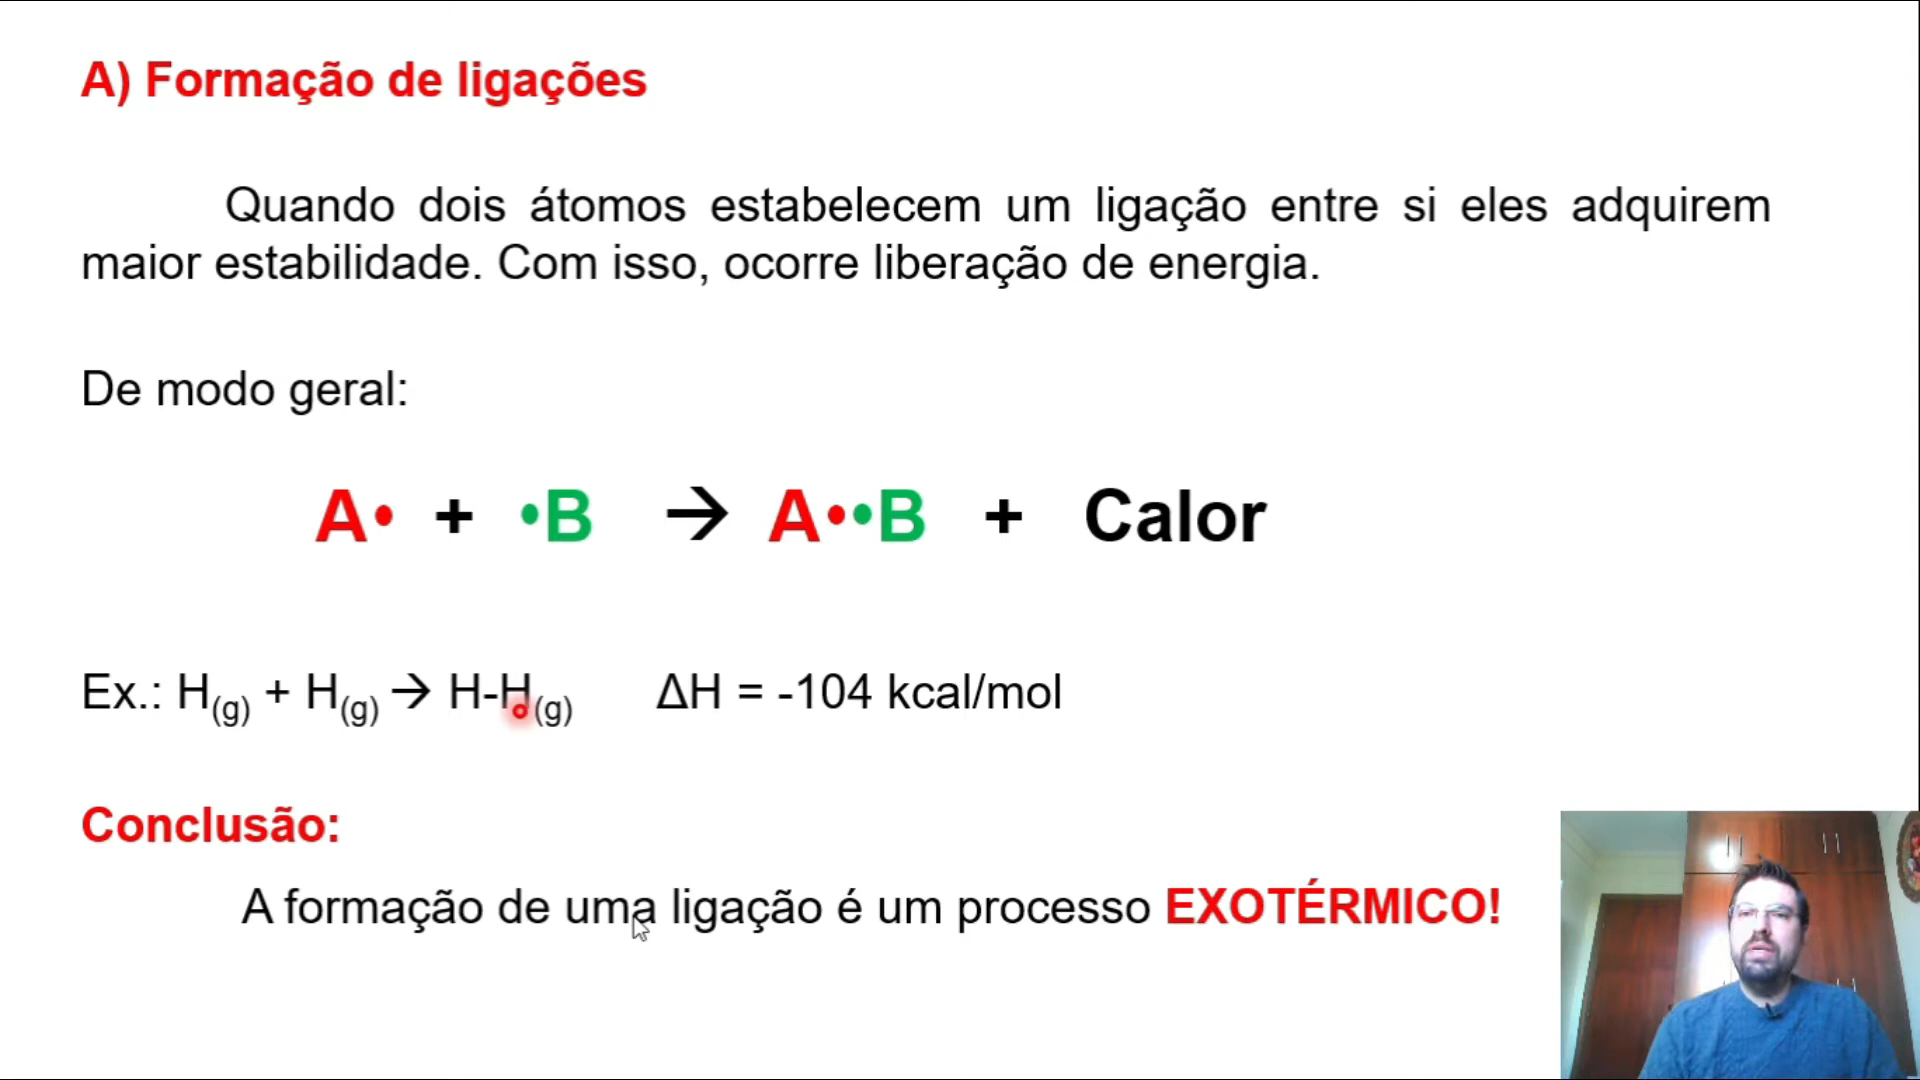 A) Formação de ligações
Quando dois átomos estabelecem um ligação entre si eles adquirem
maior estabilidade. Com isso, ocorre liberação de energia.
De modo geral:
A• + •B → A••B + Calor
Ex.: H(g) + H(g) → H-H(g) ΔH = -104 kcal/mol
Conclusão:
A formação de uma ligação é um processo EXOTÉRMICO!